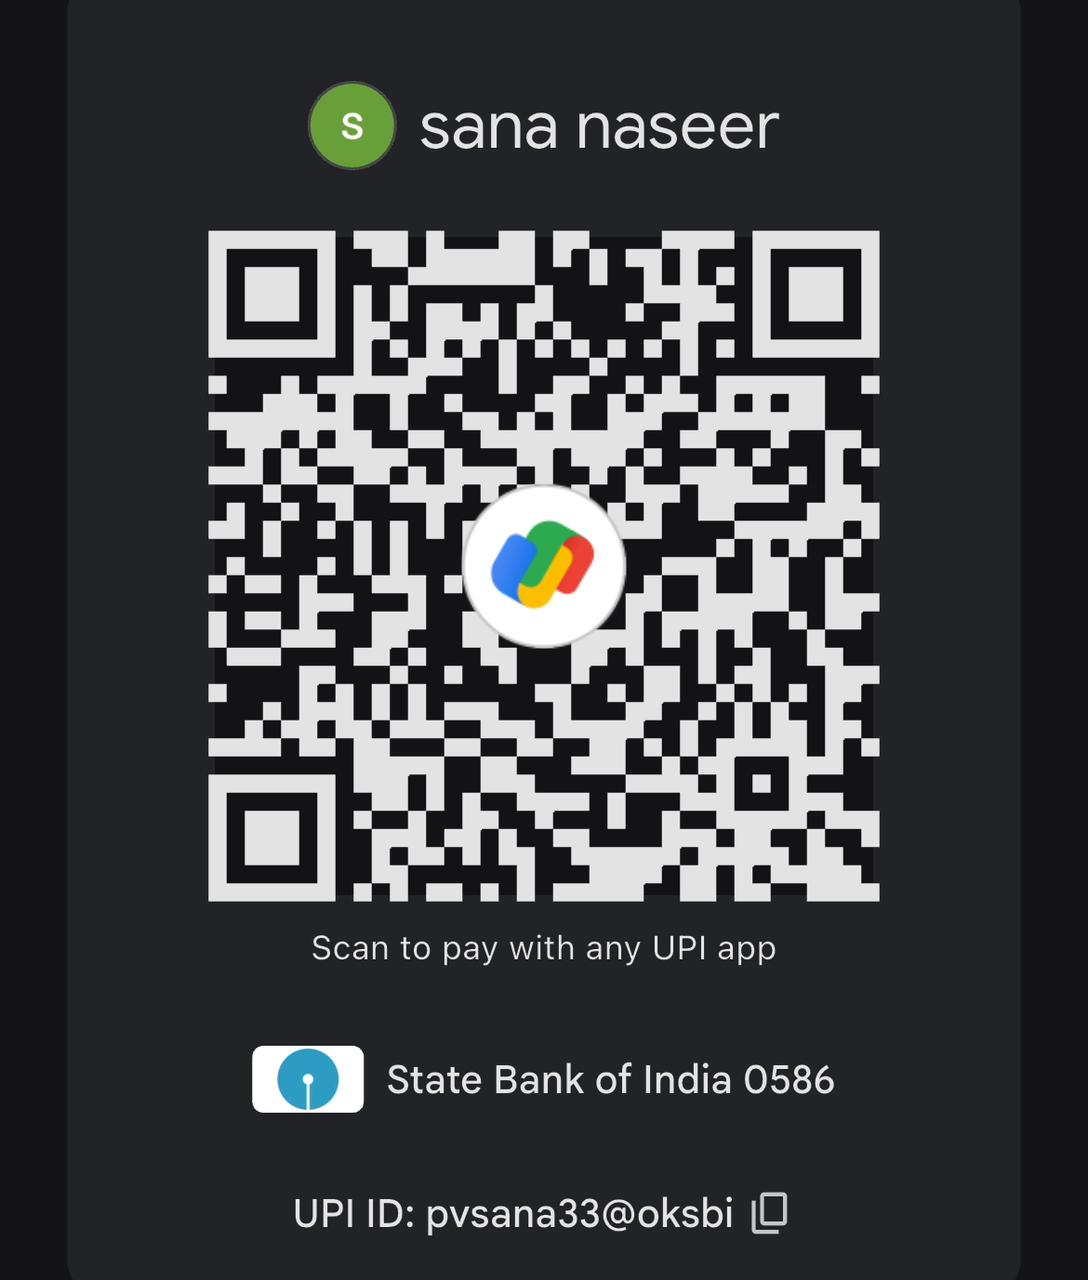 S
sana naseer
Scan to pay with any UPI app
State Bank of India 0586
UPI ID: pvsana33@oksbi